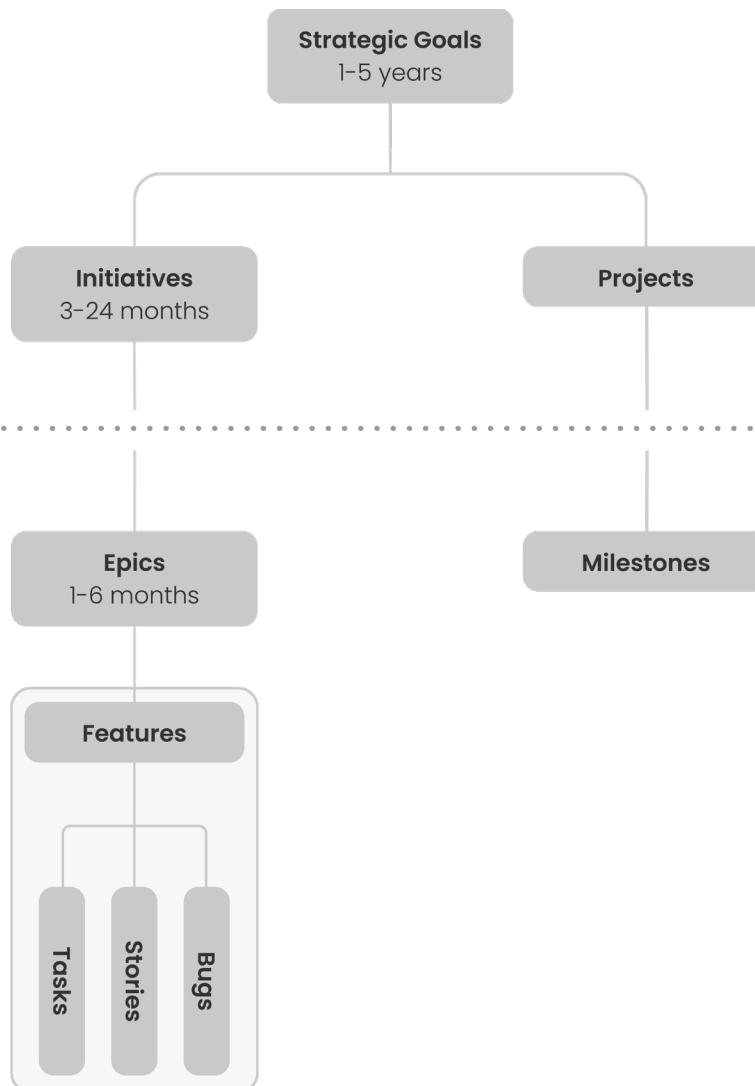 Strategic Goals
1-5 years
Initiatives
3-24 months
Projects
Epics
1-6 months
Milestones
Features
Tasks
Stories
Bugs